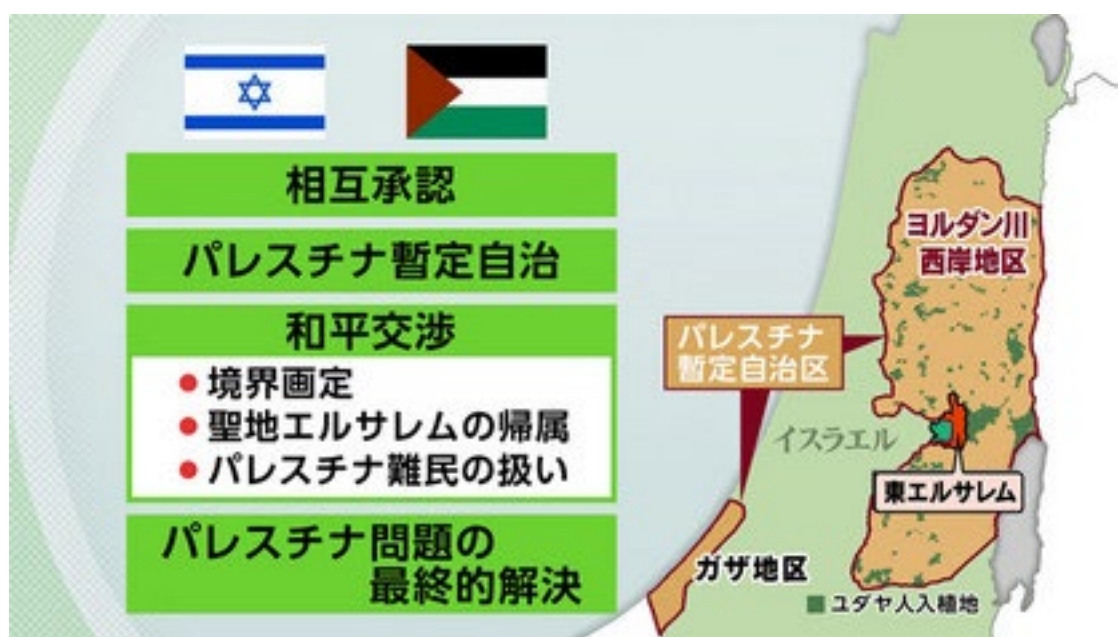 相互承認
パレスチナ暫定自治
和平交渉
● 境界画定
● 聖地エルサレムの帰属
● パレスチナ難民の扱い
パレスチナ問題の
最終的解決
ヨルダン川
西岸地区
パレスチナ
暫定自治区
イスラエル
東エルサレム
ガザ地区
ユダヤ人入植地